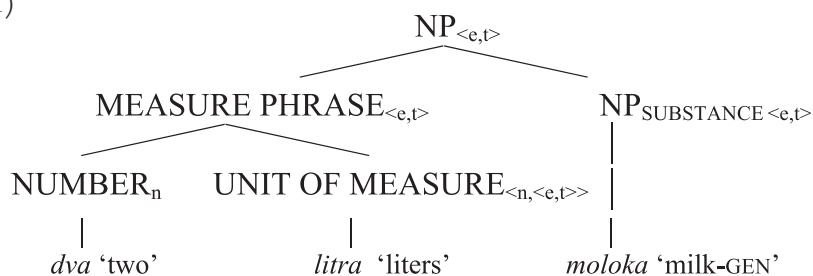 )
NP<e,t>
MEASURE PHRASE<e,t> NPSUBSTANCE <e,t>
NUMBERn UNIT OF MEASURE<n,<e,t>>
dva ‘two’ litra ‘liters’ moloka ‘milk-GEN’